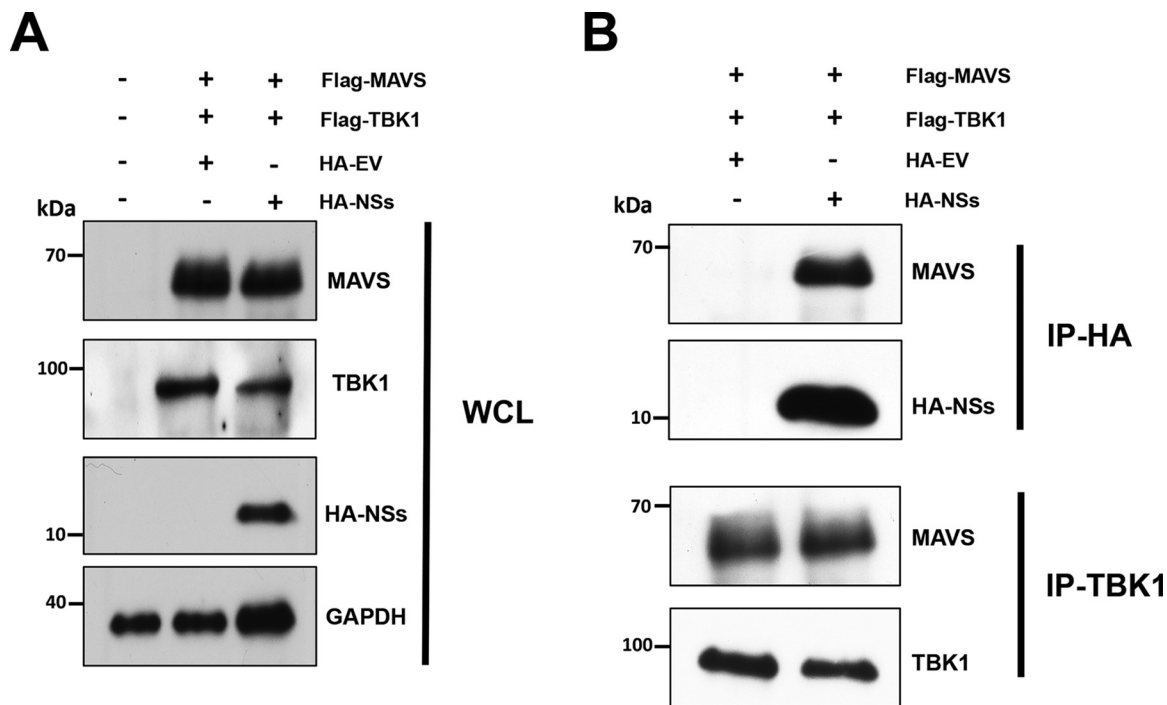 A
- + + Flag-MAVS
- + + Flag-TBK1
- + - HA-EV
- - + HA-NSs
kDa
70
MAVS
100
TBK1
10
HA-NSs
40
GAPDH
WCL
B
+ + Flag-MAVS
+ + Flag-TBK1
+ - HA-EV
- + HA-NSs
kDa
70
MAVS
10
HA-NSs
IP-HA
70
MAVS
100
TBK1
IP-TBK1